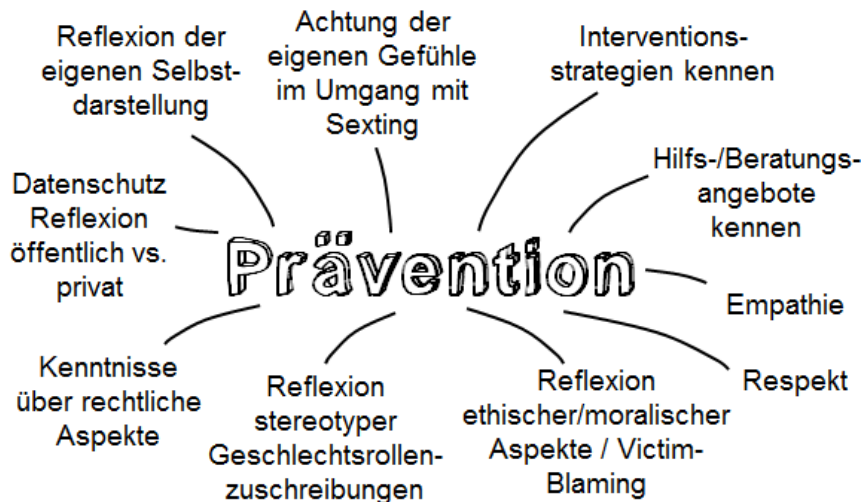 Reflexion der
eigenen Selbst-
darstellung
Achtung der
eigenen Gefühle
im Umgang mit
Sexting
Interventions-
strategien kennen
Hilfs-/Beratungs-
angebote
kennen
Datenschutz
Reflexion
öffentlich vs.
privat
Prävention
Empathie
Kenntnisse
über rechtliche
Aspekte
Reflexion
stereotyper
Geschlechtsrollen-
zuschreibungen
Reflexion
ethischer/moralischer
Aspekte / Victim-
Blaming
Respekt